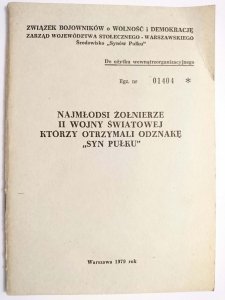 ZWIĄZEK BOJOWNIKÓW o WOLNOŚĆ i DEMOKRACJĘ
ZARZĄD WOJEWÓDZTWA STOŁECZNEGO - WARSZAWSKIEGO
Środowisko „Synów Pułku”
Do użytku wewnętrzorganizacyjnego
Egz. nr 01404 *
NAJMŁODSI ŻOŁNIERZE
II WOJNY ŚWIATOWEJ
KTÓRZY OTRZYMALI ODZNAKĘ
„SYN PUŁKU”
Warszawa 1979 rok